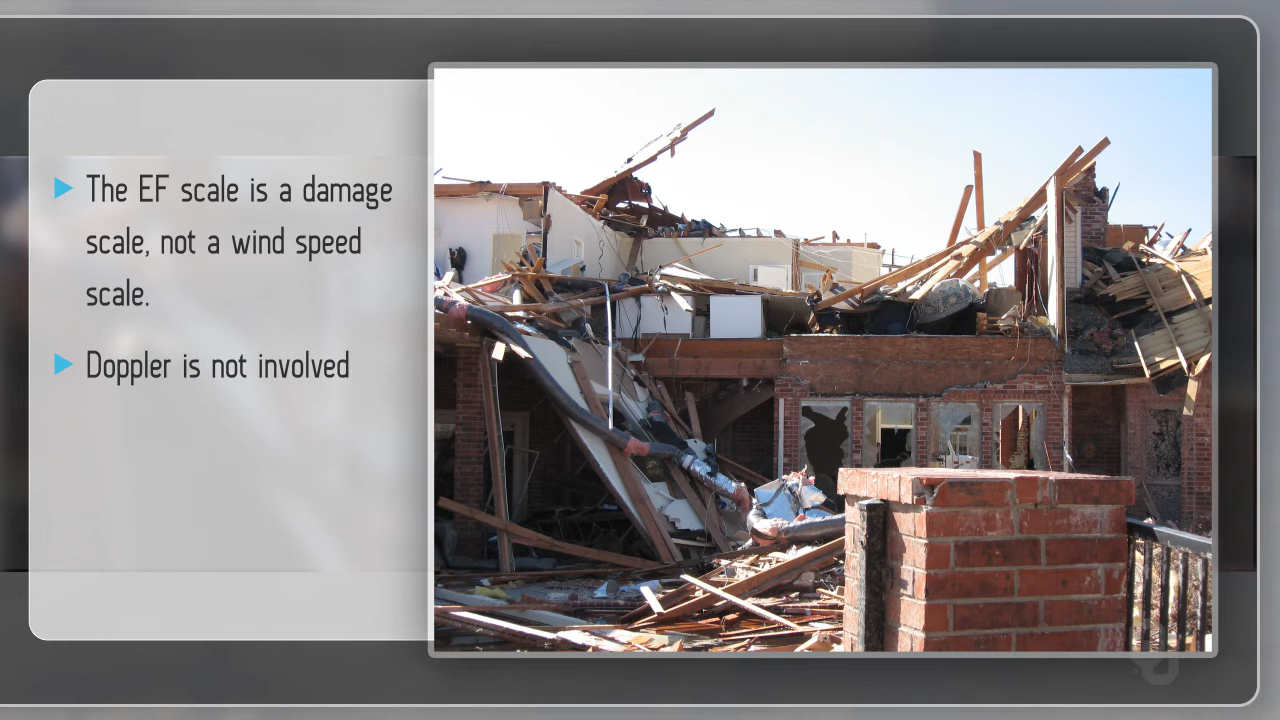 The EF scale is a damage
scale, not a wind speed
scale.
Doppler is not involved